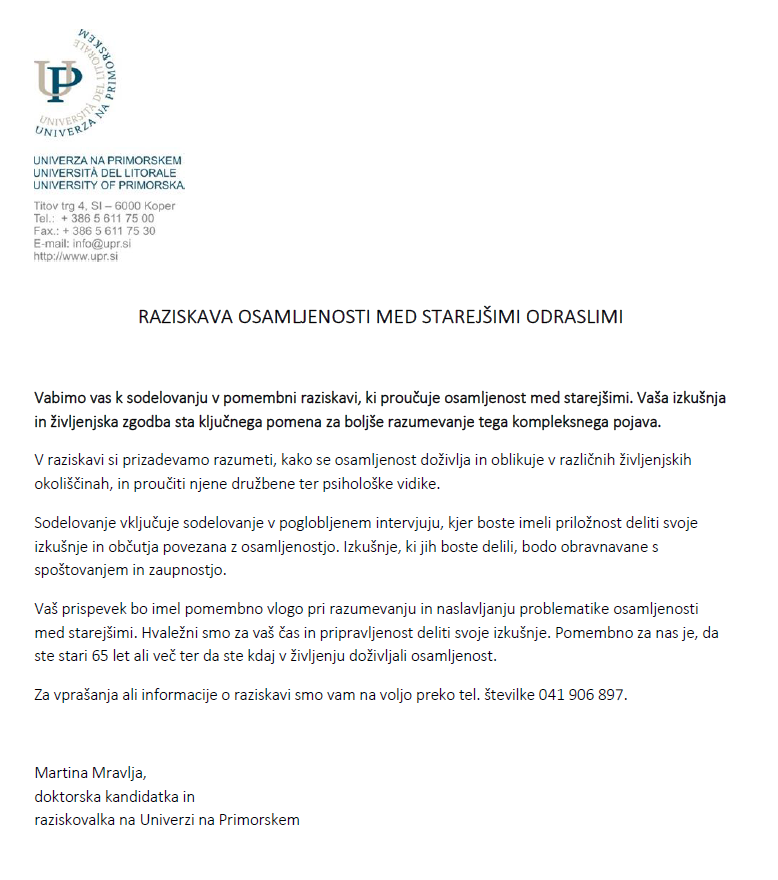 UNIVERZA NA PRIMORSKEM
UNIVERSITÀ DEL LITORALE
UP
UNIVERSITÀ DEL LITORALE
UNIVERZA NA PRIMORSKEM
UNIVERZA NA PRIMORSKEM
UNIVERSITÀ DEL LITORALE
UNIVERSITY OF PRIMORSKA
Titov trg 4, SI – 6000 Koper
Tel.: + 386 5 611 75 00
Fax.: + 386 5 611 75 30
E-mail: info@upr.si
http://www.upr.si
RAZISKAVA OSAMLJENOSTI MED STAREJŠIMI ODRASLIMI
Vabimo vas k sodelovanju v pomembni raziskavi, ki proučuje osamljenost med starejšimi. Vaša izkušnja
in življenjska zgodba sta ključnega pomena za boljše razumevanje tega kompleksnega pojava.
V raziskavi si prizadevamo razumeti, kako se osamljenost doživlja in oblikuje v različnih življenjskih
okoliščinah, in proučiti njene družbene ter psihološke vidike.
Sodelovanje vključuje sodelovanje v poglobljenem intervjuju, kjer boste imeli priložnost deliti svoje
izkušnje in občutja povezana z osamljenostjo. Izkušnje, ki jih boste delili, bodo obravnavane s
spoštovanjem in zaupnostjo.
Vaš prispevek bo imel pomembno vlogo pri razumevanju in naslavljanju problematike osamljenosti
med starejšimi. Hvaležni smo za vaš čas in pripravljenost deliti svoje izkušnje. Pomembno za nas je, da
ste stari 65 let ali več ter da ste kdaj v življenju doživljali osamljenost.
Za vprašanja ali informacije o raziskavi smo vam na voljo preko tel. številke 041 906 897.
Martina Mravlja,
doktorska kandidatka in
raziskovalka na Univerzi na Primorskem